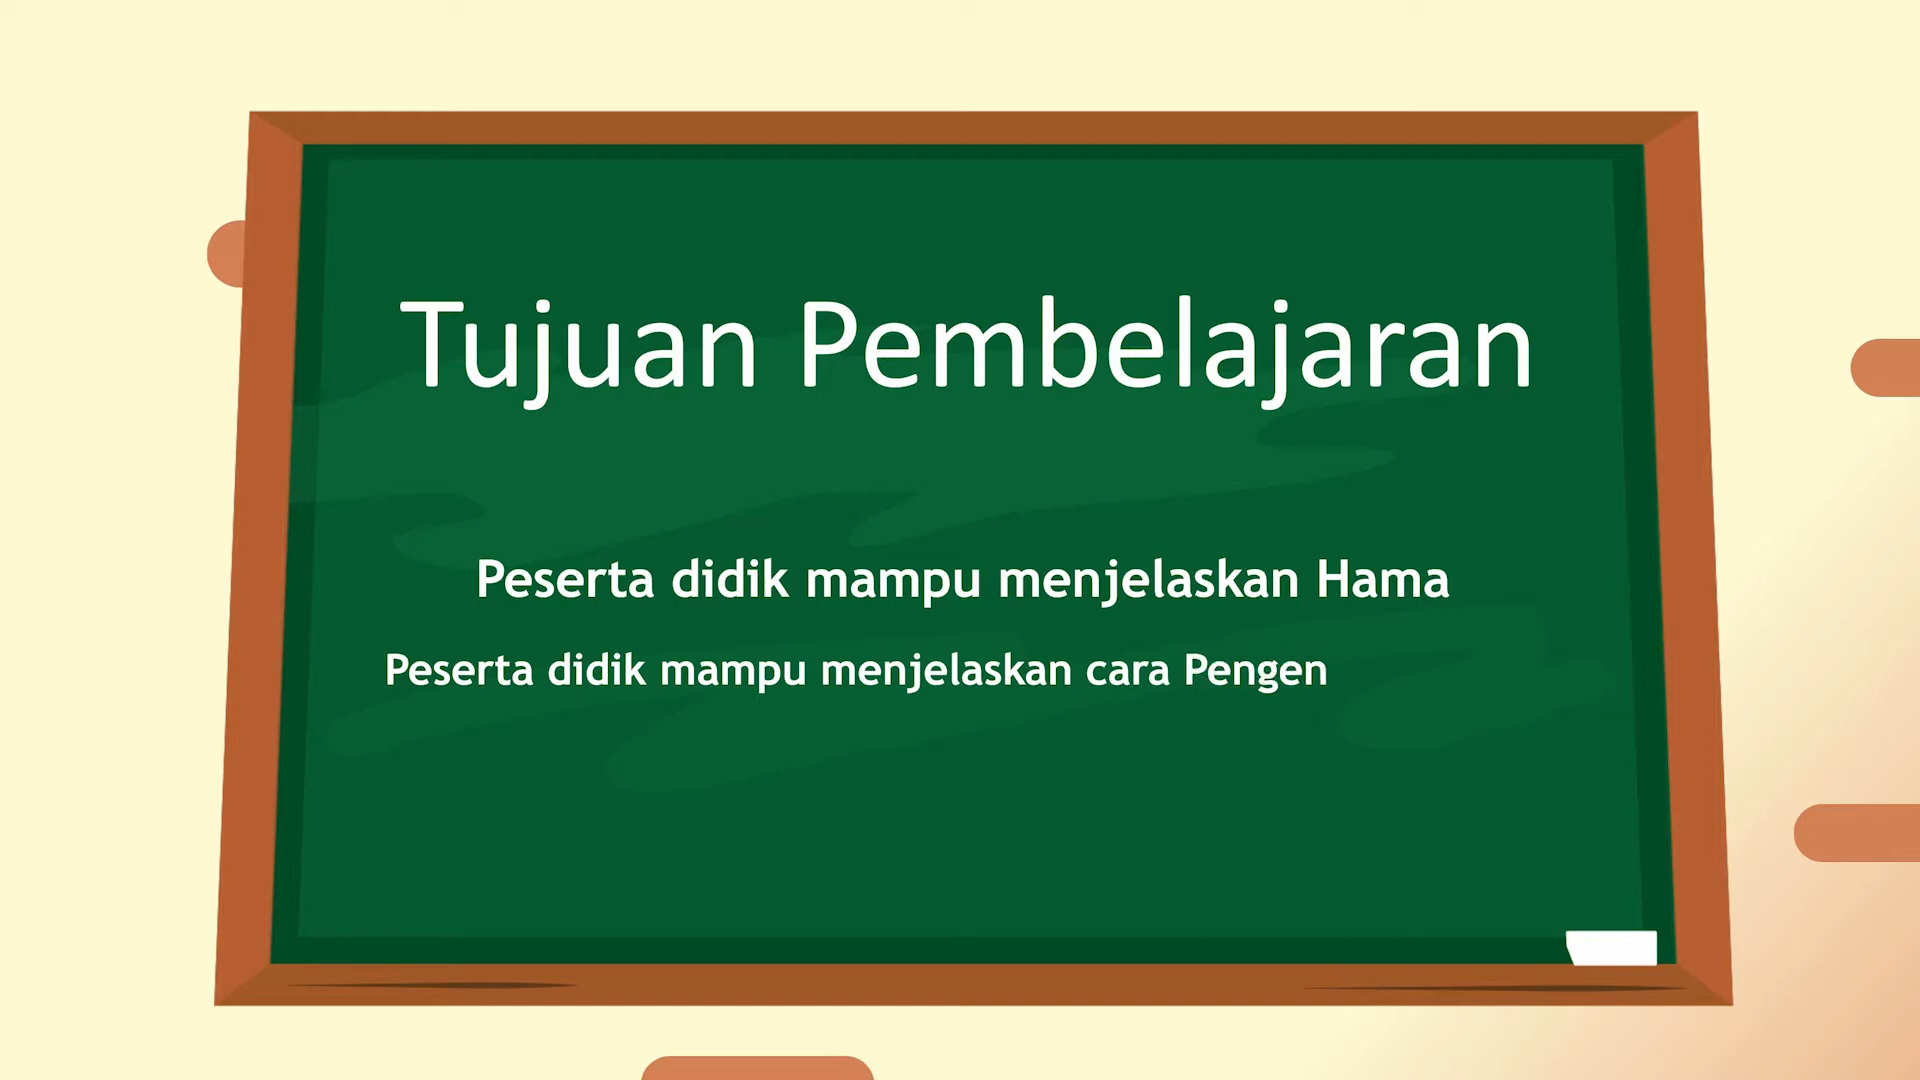 Tujuan Pembelajaran
Peserta didik mampu menjelaskan Hama
Peserta didik mampu menjelaskan cara Pengen